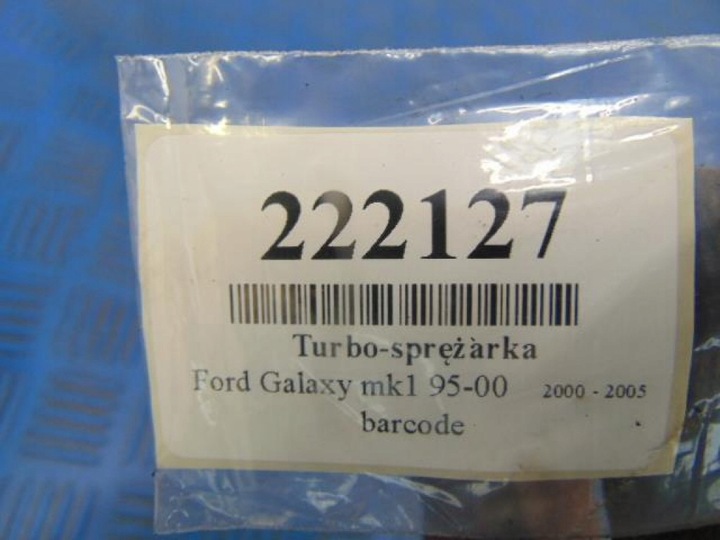 222127
Turbo-sprężarka
Ford Galaxy mk1 95-00 2000 - 2005
barcode